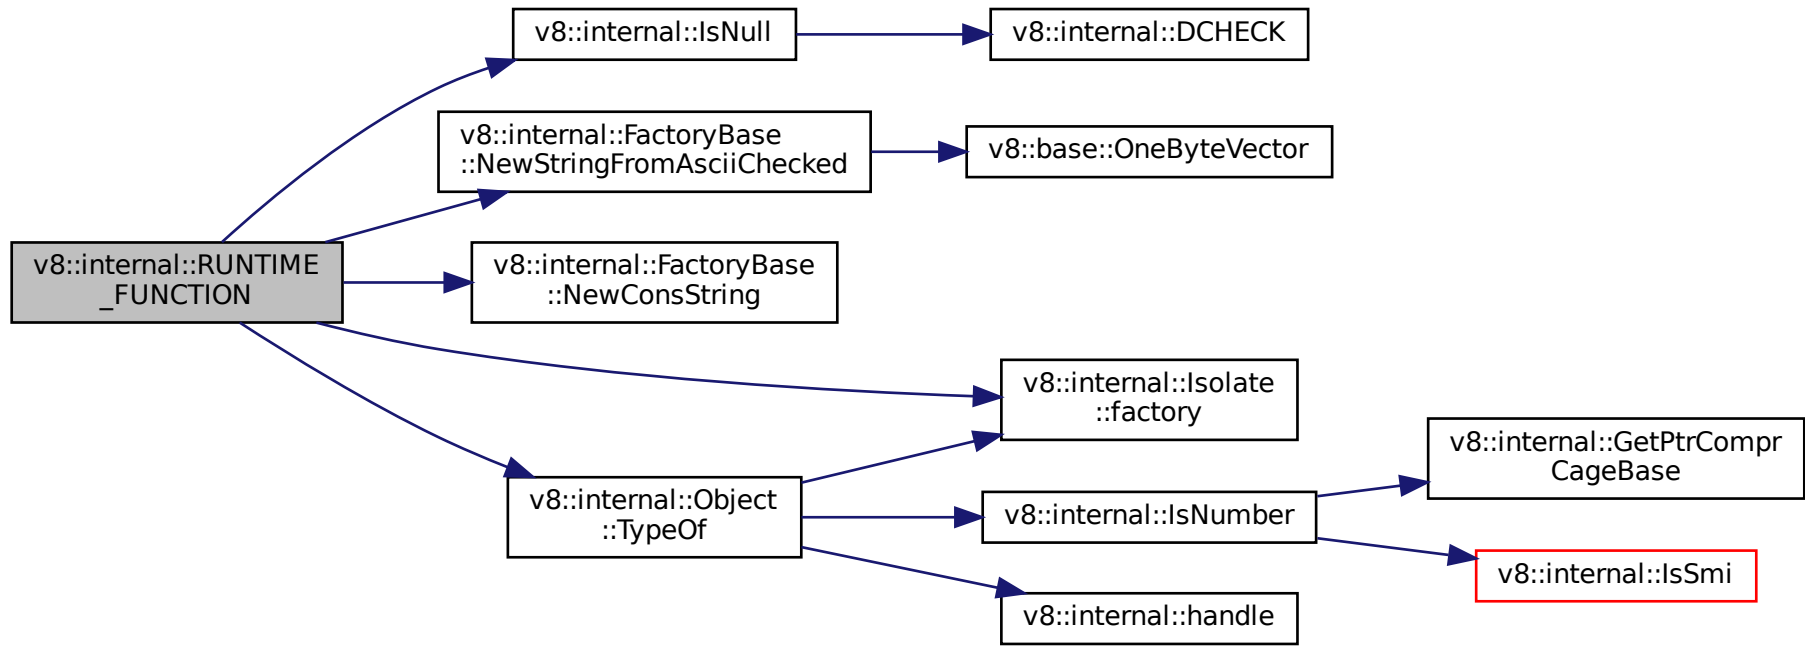 v8::internal::IsNull
v8::internal::DCHECK
v8::internal::FactoryBase
::NewStringFromAsciiChecked
v8::base::OneByteVector
v8::internal::RUNTIME
_FUNCTION
v8::internal::FactoryBase
::NewConsString
v8::internal::Isolate
::factory
v8::internal::GetPtrCompr
CageBase
v8::internal::Object
::TypeOf
v8::internal::IsNumber
v8::internal::IsSmi
v8::internal::handle